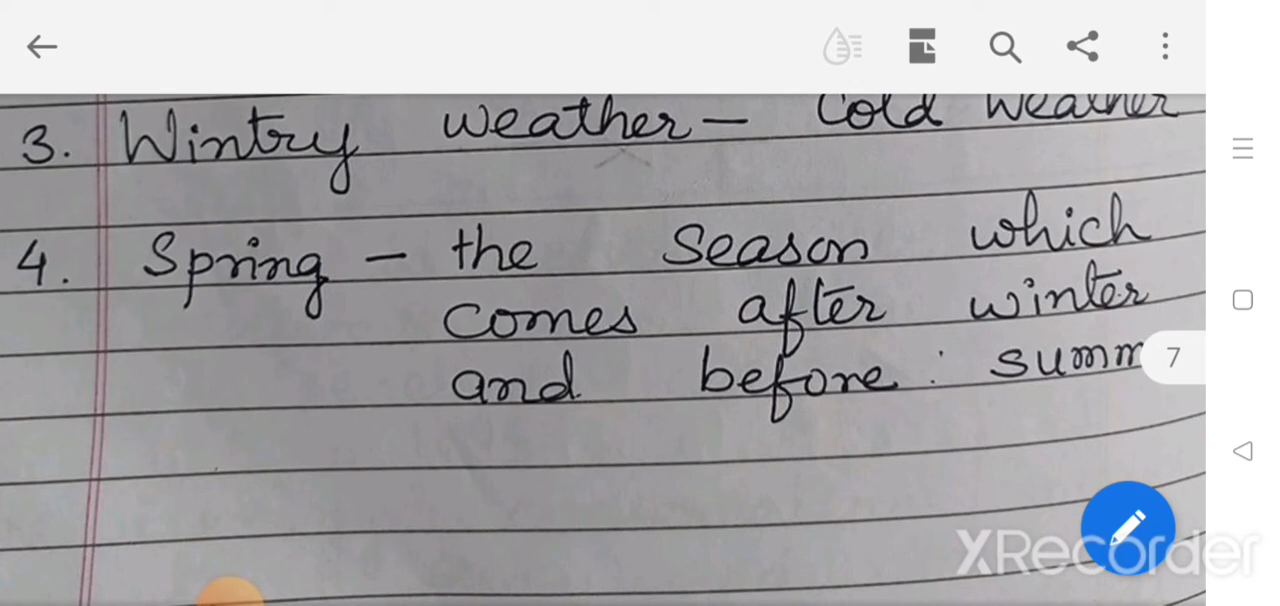 3. Wintry weather – Cold weather
4. Spring – the season which
comes after winter
and before summ
7
XRecorder